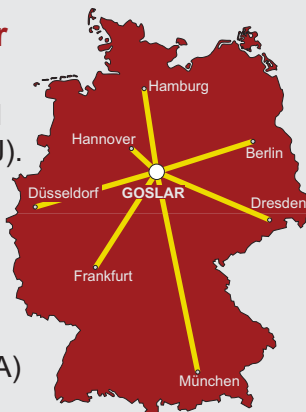 r
Hamburg
Hannover
Berlin
J).
Düsseldorf
GOSLAR
Dresden
Frankfurt
A)
München